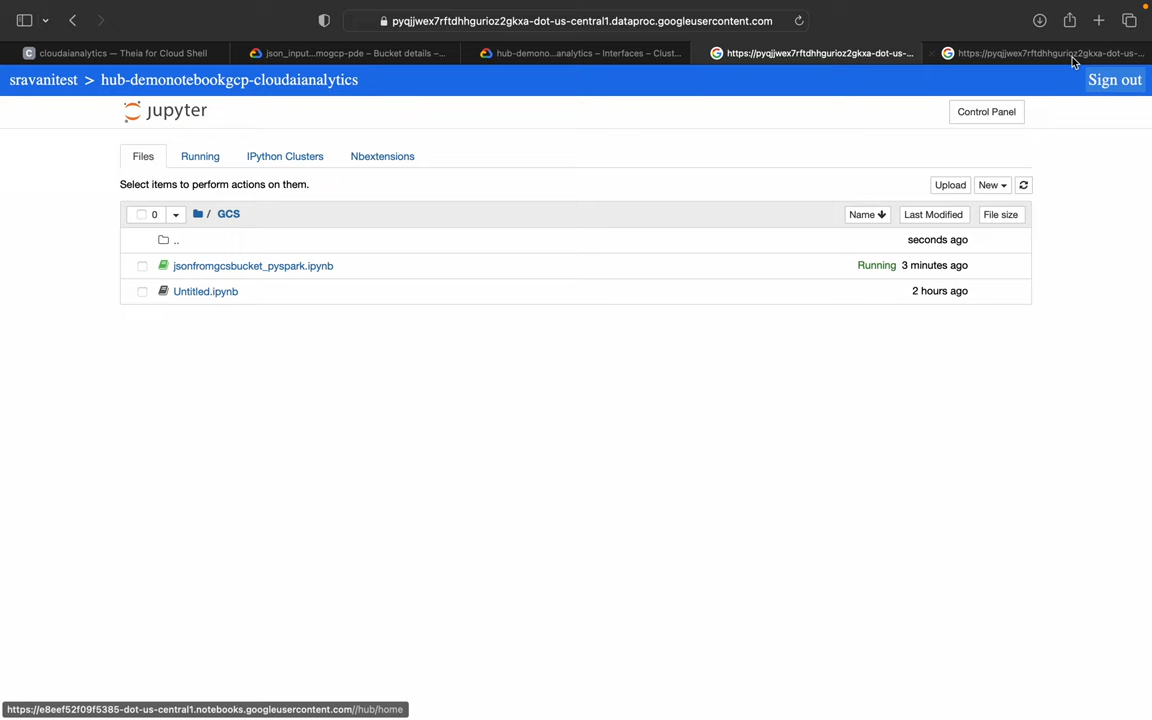 pyqjjwex7rftdhhgurioz2gkxa-dot-us-central1.dataproc.googleusercontent.com
cloudaianalytics — Theia for Cloud Shell
json_input...mogcp-pde – Bucket details –...
hub-demono...analytics – Interfaces – Clust...
https://pyqjjwex7rftdhhgurioz2gkxa-dot-us-...
https://pyqjjwex7rftdhhgurioz2gkxa-dot-us-...
sravanitest > hub-demonotebookgcp-cloudaianalytics
Sign out
jupyter
Control Panel
Files Running IPython Clusters Nbextensions
Select items to perform actions on them.
Upload New
0 / GCS Name Last Modified File size
.. seconds ago
jsonfromgcsbucket_pyspark.ipynb Running 3 minutes ago
Untitled.ipynb 2 hours ago
https://e8eef52f09f5385-dot-us-central1.notebooks.googleusercontent.com//hub/home